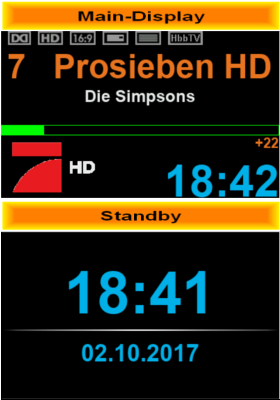 Main-Display
DD HD 16:9 HbbTV
7 Prosieben HD
Die Simpsons
+22
HD
18:42
Standby
18:41
02.10.2017